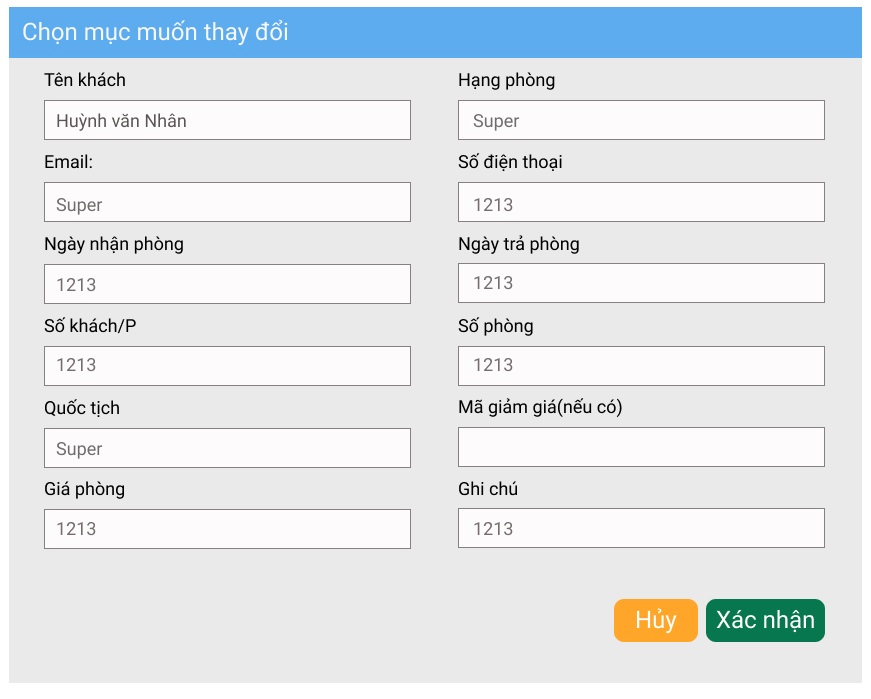 Chọn mục muốn thay đổi
Tên khách
Hạng phòng
Huỳnh văn Nhân
Super
Email:
Số điện thoại
Super
1213
Ngày nhận phòng
Ngày trả phòng
1213
1213
Số khách/P
Số phòng
1213
1213
Quốc tịch
Mã giảm giá(nếu có)
Super
Giá phòng
Ghi chú
1213
1213
Hủy
Xác nhận